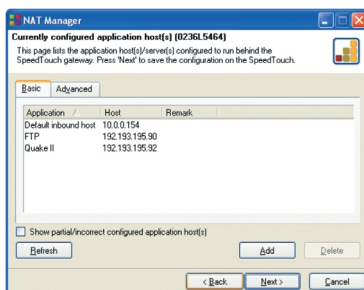 NAT Manager
Currently configured application host(s) (0236L5464)
This page lists the application host(s)/server(s) configured to run behind the
SpeedTouch gateway. Press 'Next' to save the configuration on the SpeedTouch.
Basic Advanced
Application Host Remark
Default inbound host 10.0.0.154
FTP 192.193.195.90
Quake II 192.193.195.92
Show partial/incorrect configured application host(s)
Refresh Add Delete
< Back Next > Cancel